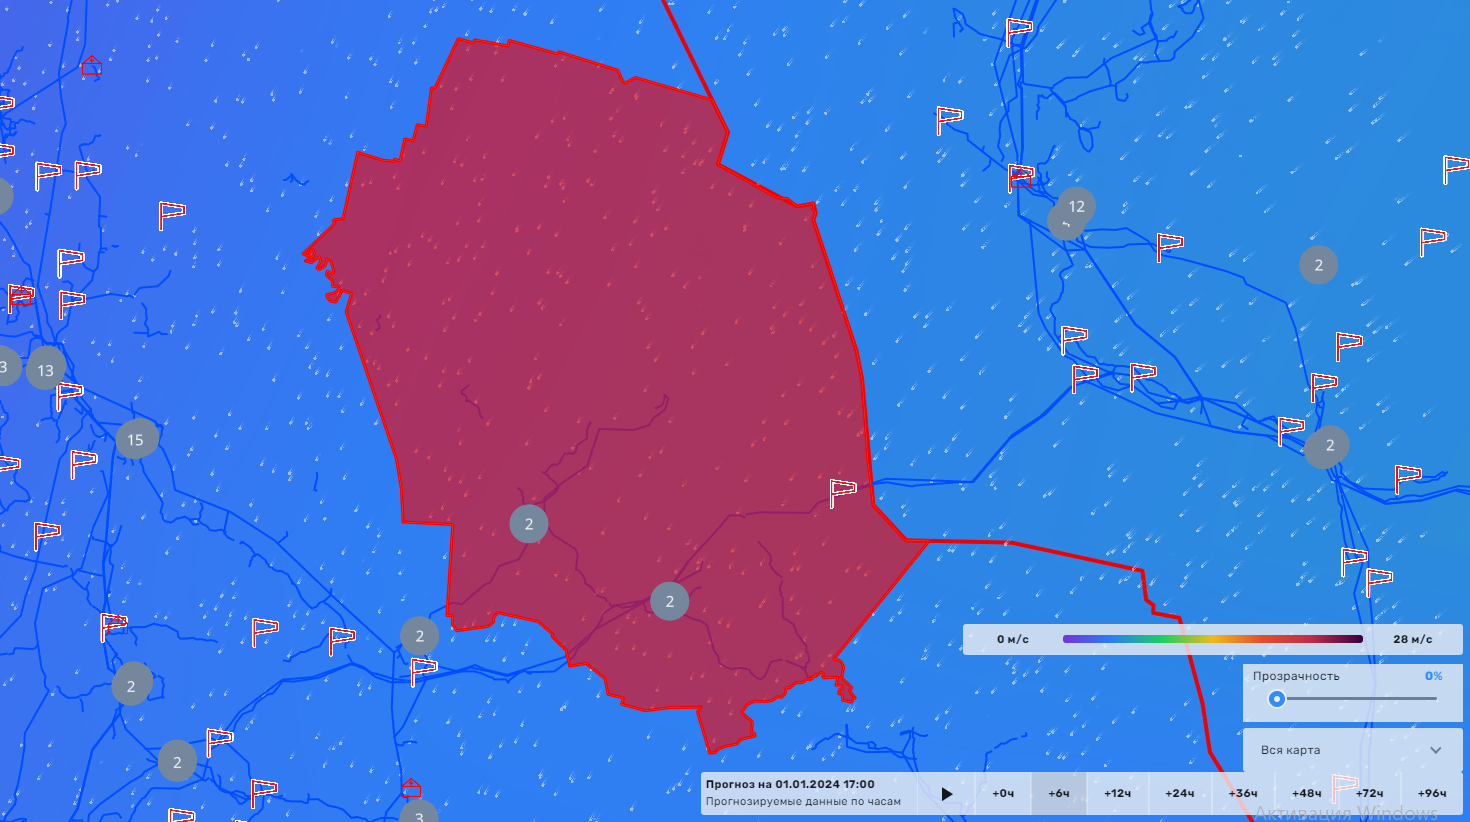 12
2
3
13
15
2
2
2
2
2
2
3
0 м/с
28 м/с
Прозрачность
0%
Вся карта
Прогноз на 01.01.2024 17:00
Прогнозируемые данные по часам
+0ч
+6ч
+12ч
+24ч
+36ч
+48ч
+72ч
+96ч
Активация Windows